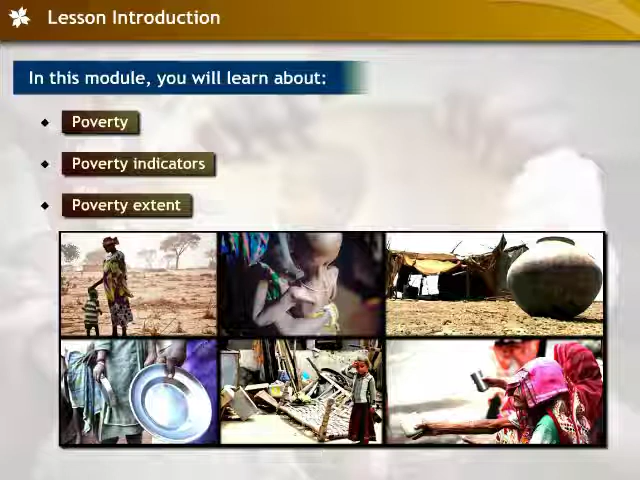 Lesson Introduction
In this module, you will learn about:
Poverty
Poverty indicators
Poverty extent